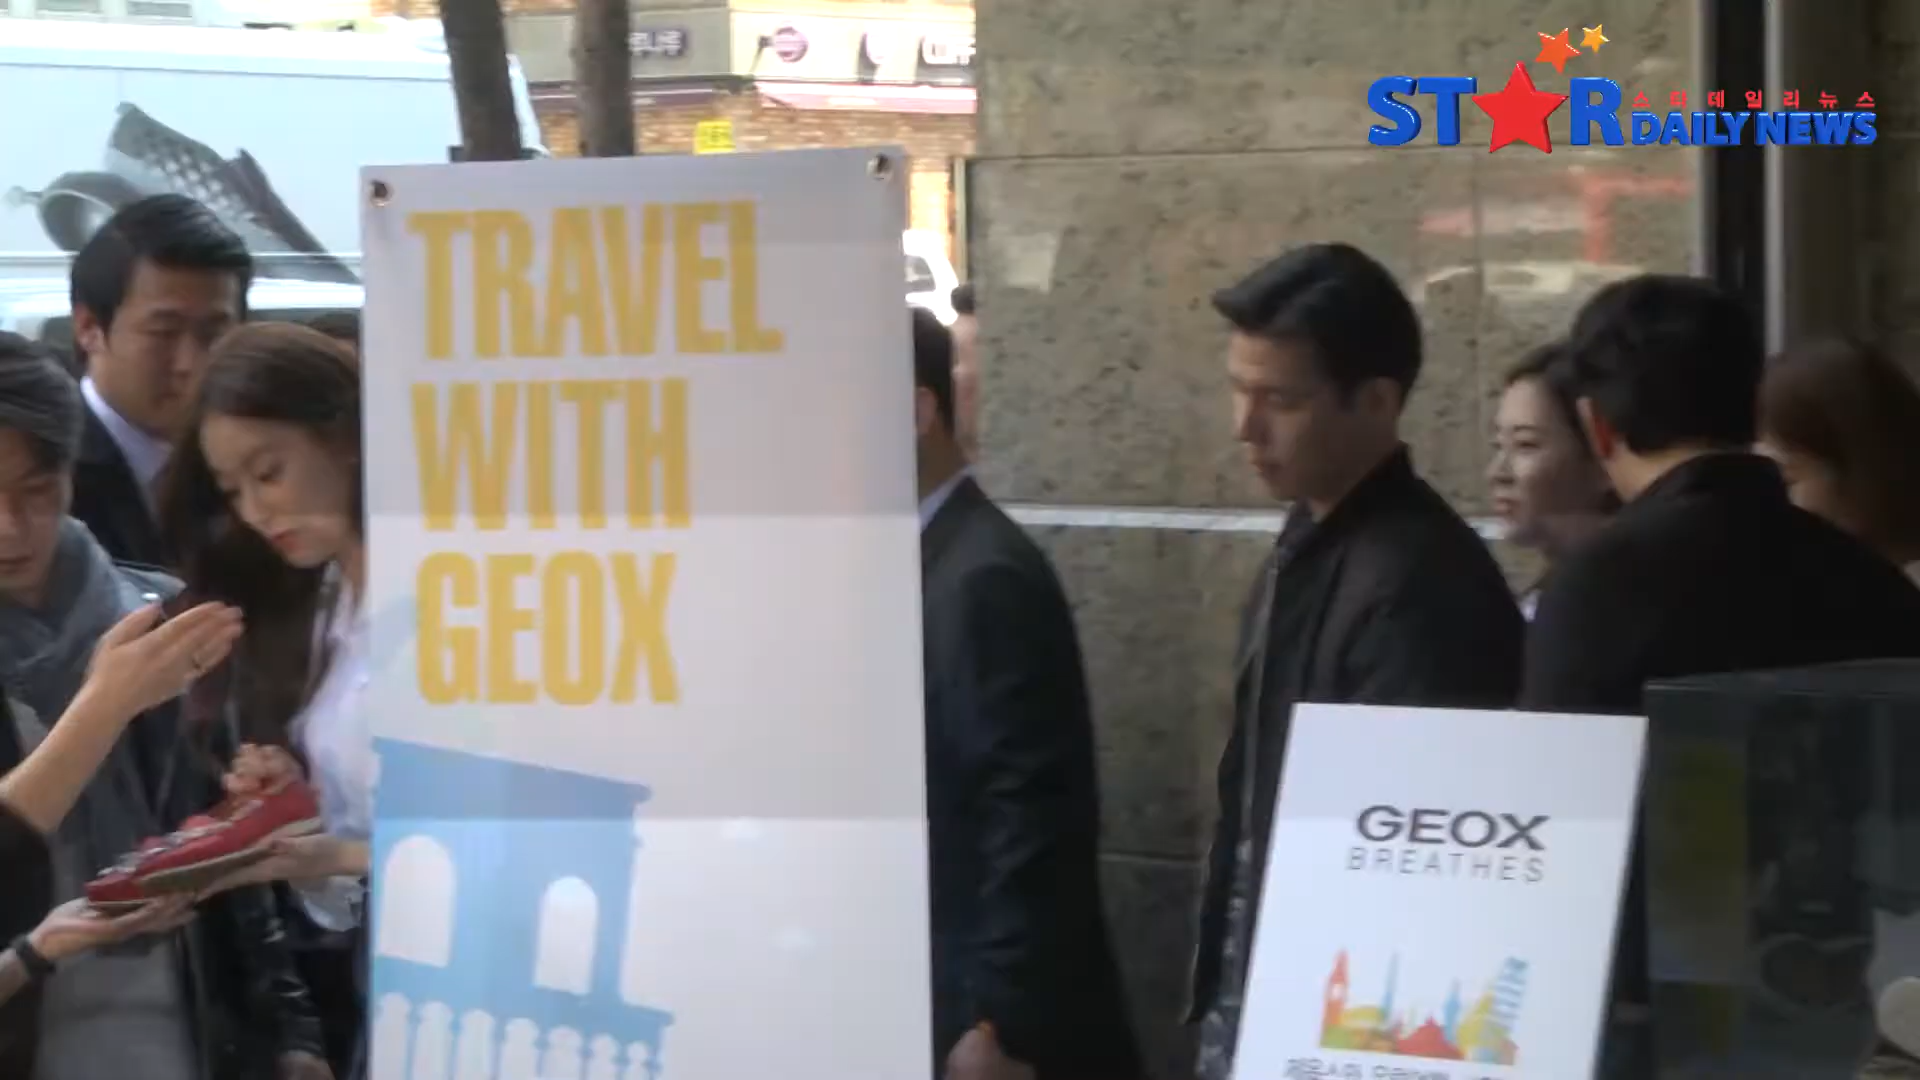 STAR 스타데일리뉴스
DAILY NEWS
TRAVEL
WITH
GEOX
GEOX
BREATHES